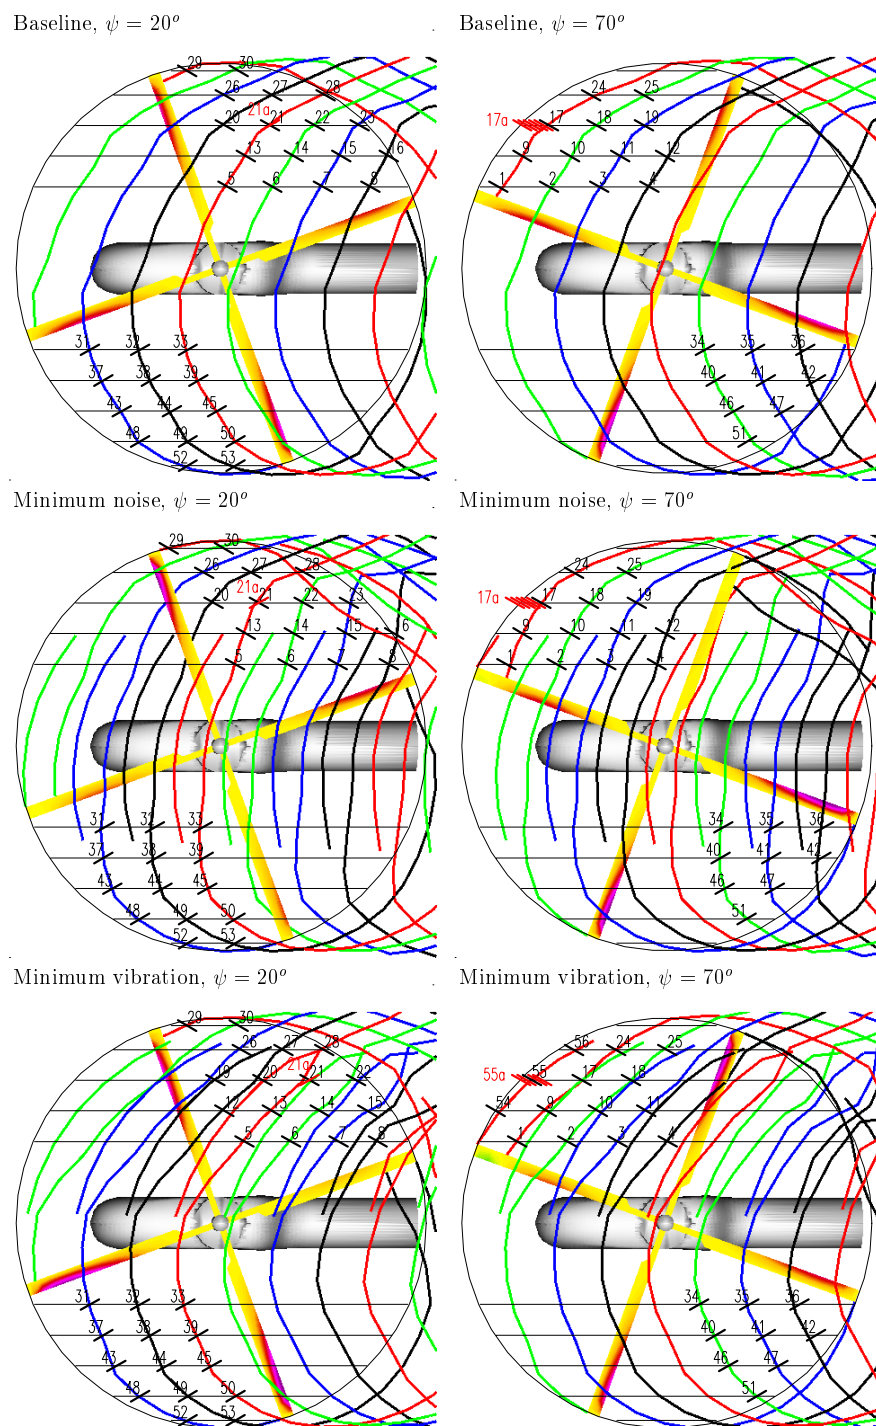 Baseline, ψ = 20°
29 30
26 27 28
21a
20 21 22 23
13 14 15 16
5 6 7 8
31 32 33
37 38 39
43 44 45
48 49 50
52 53
Baseline, ψ = 70°
24 25
17a 17 18 19
9 10 11 12
1 2 3 4
34 35 36
40 41 42
46 47
51
Minimum noise, ψ = 20°
29 30
26 27 28
21a
20 21 22 23
13 14 15 6
5 6 7 8
31 32 33
37 38 39
43 44 45
48 49 50
52 53
Minimum noise, ψ = 70°
24 25
17a 17 18 19
9 10 11 12
1 2 3 4
34 35 36
40 41 42
46 47
51
Minimum vibration, ψ = 20°
29 30
26 27 28
21a
19 20 21 22
12 13 14 15
5 6 7 8
31 32 33
37 38 39
43 44 45
48 49 50
52 53
Minimum vibration, ψ = 70°
56 24 25
55a 55 17 18
54 9 10 11
1 2 3 4
34 35 36
40 41 42
46 47
51